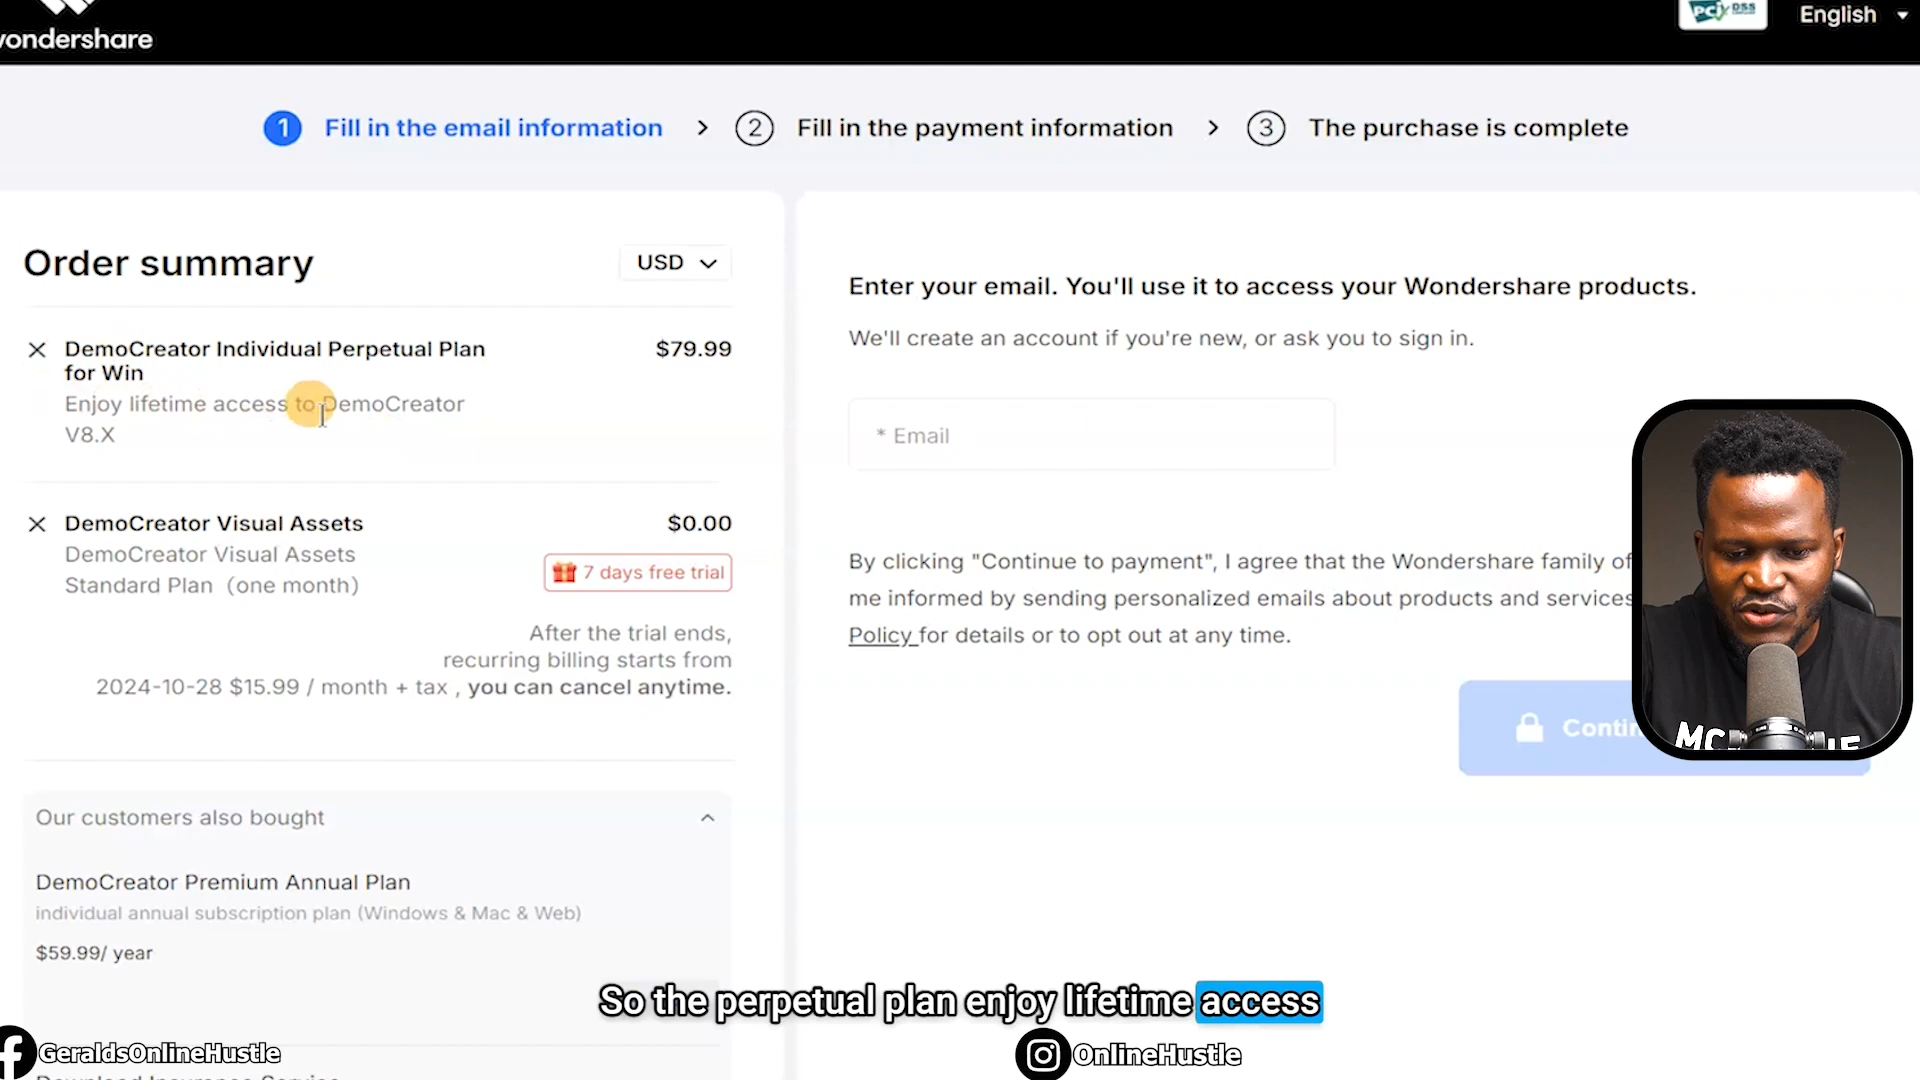 wondershare
PCI DSS
English
1 Fill in the email information > 2 Fill in the payment information > 3 The purchase is complete
Order summary
USD
DemoCreator Individual Perpetual Plan $79.99
for Win
Enjoy lifetime access to DemoCreator
V8.X
DemoCreator Visual Assets $0.00
DemoCreator Visual Assets
Standard Plan (one month)
7 days free trial
After the trial ends,
recurring billing starts from
2024-10-28 $15.99 / month + tax , you can cancel anytime.
Our customers also bought
DemoCreator Premium Annual Plan
individual annual subscription plan (Windows & Mac & Web)
$59.99/ year
Download Insurance Service
Enter your email. You'll use it to access your Wondershare products.
We'll create an account if you're new, or ask you to sign in.
* Email
By clicking "Continue to payment", I agree that the Wondershare family of
me informed by sending personalized emails about products and services
Policy for details or to opt out at any time.
Contin
So the perpetual plan enjoy lifetime access
GeraldsOnlineHustle
OnlineHustle